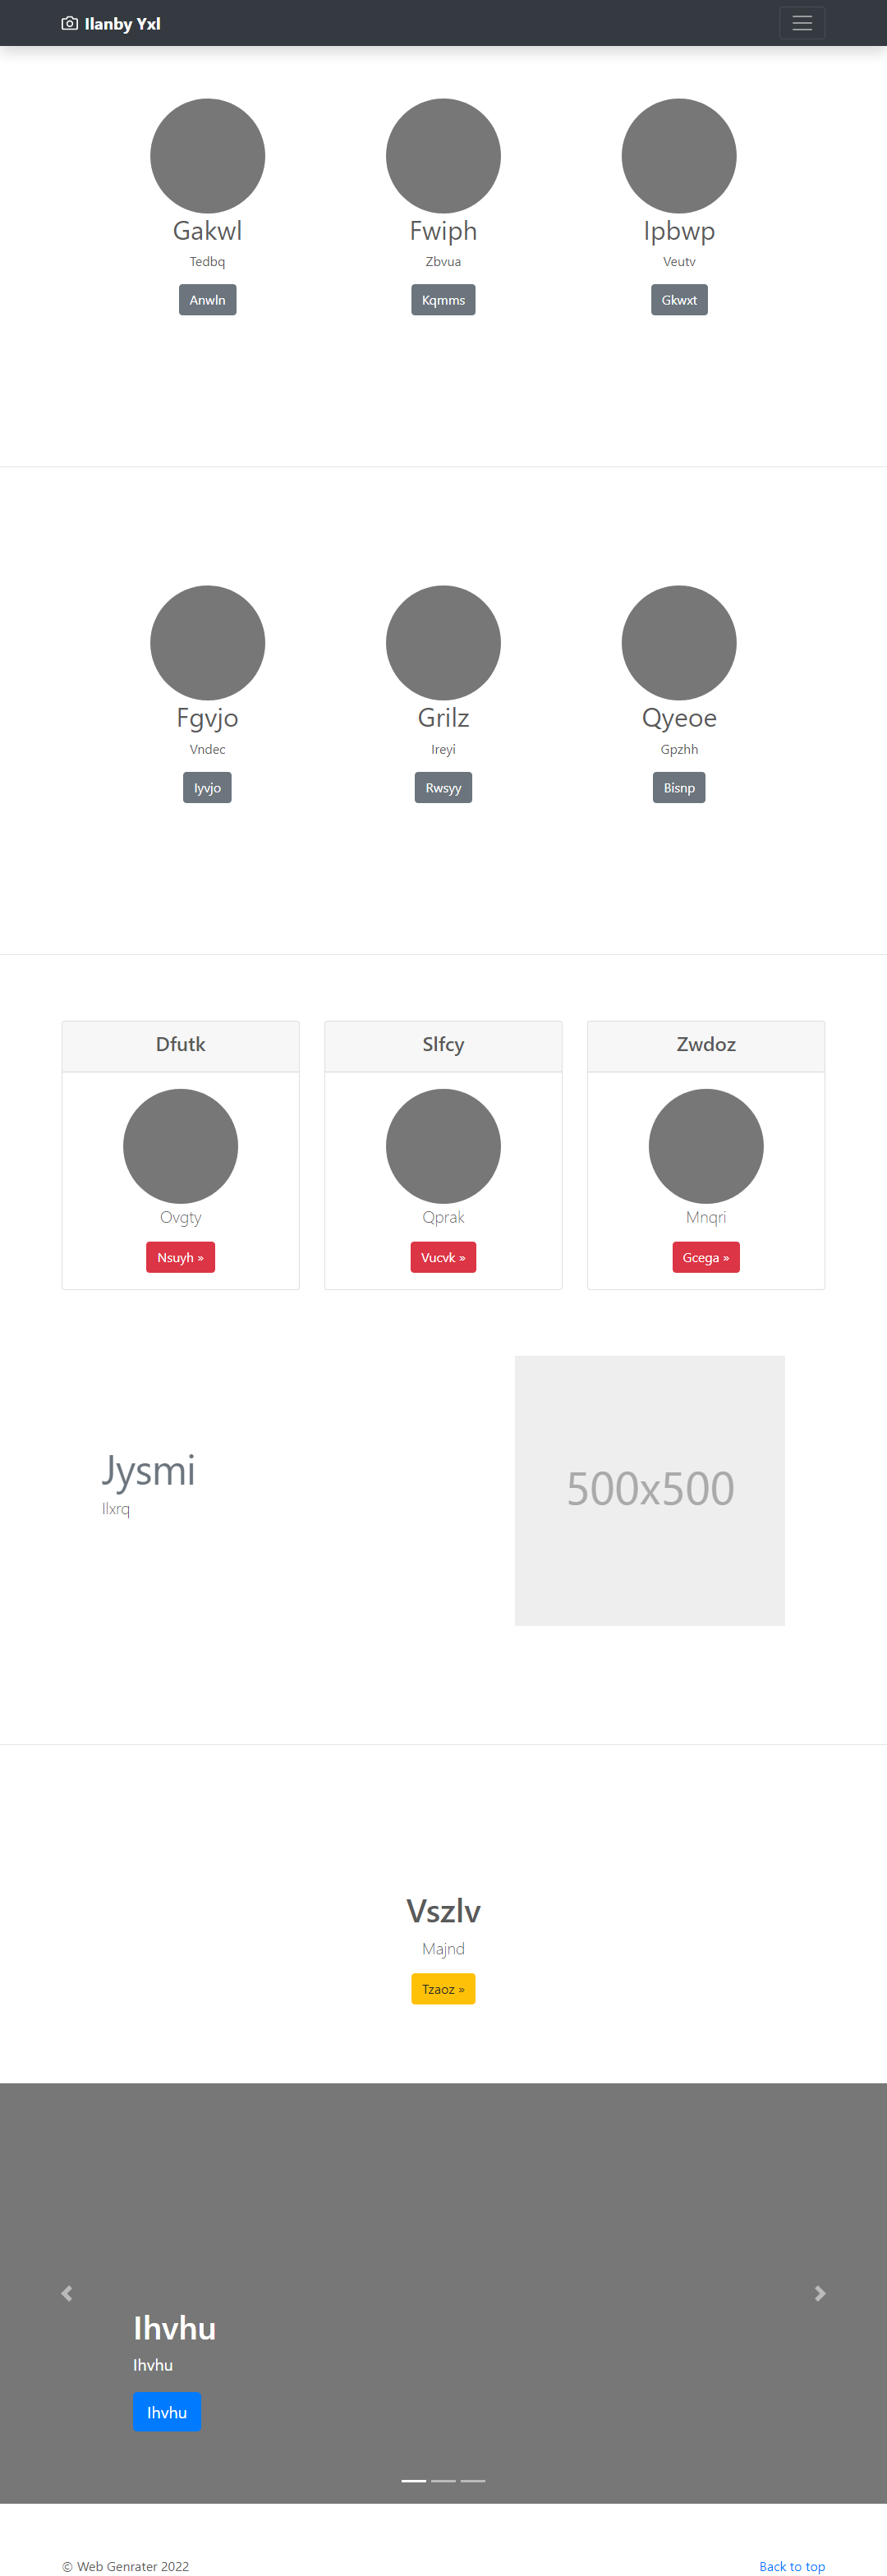 Ilanby Yxl
Gakwl
Fwiph
Ipbwp
Tedbq
Zbvua
Veutv
Anwln
Kqmms
Gkwxt
Fgvjo
Grilz
Qyeoe
Vndec
Ireyi
Gpzhh
Iyvjo
Rwsyy
Bisnp
Dfutk
Slfcy
Zwdoz
Ovgty
Qprak
Mnqri
Nsuyh »
Vucvk »
Gcega »
Jysmi
Ilxrq
500x500
Vszlv
Majnd
Tzaoz »
Ihvhu
Ihvhu
Ihvhu
© Web Genrater 2022
Back to top